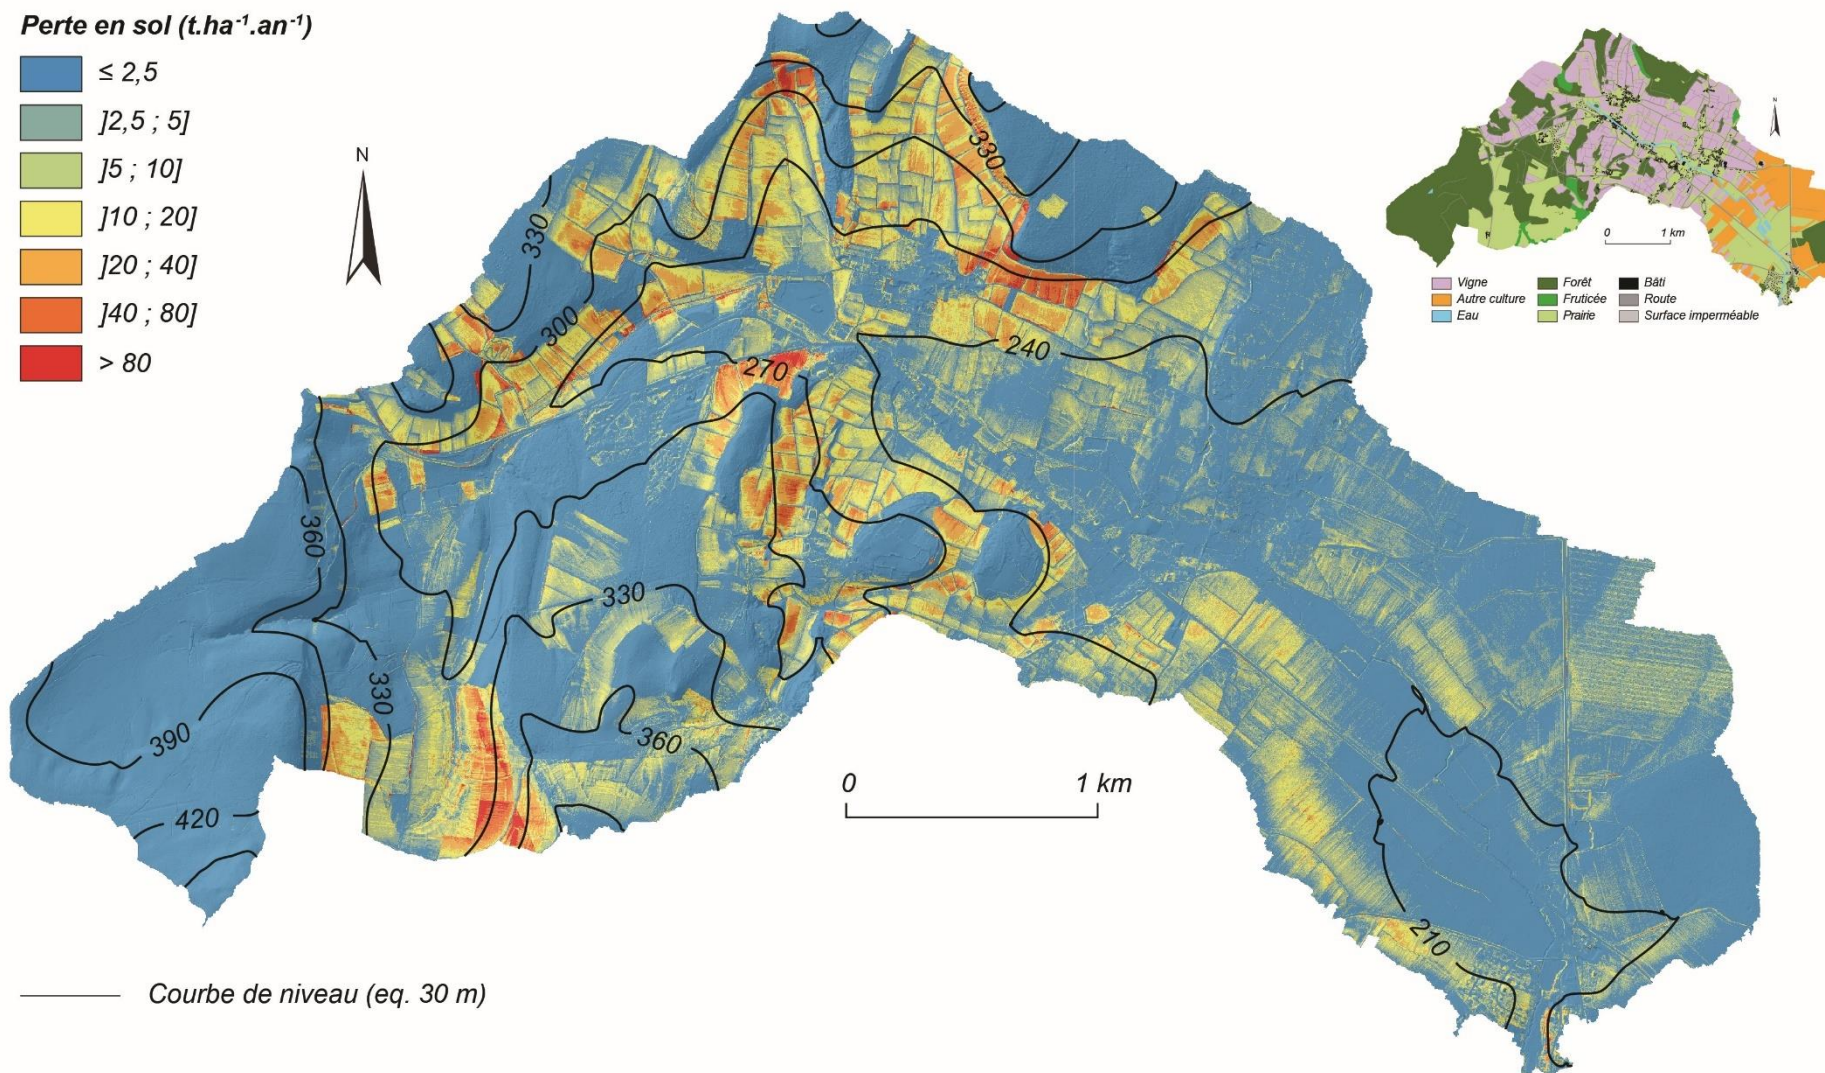 Perte en sol (t.ha⁻¹.an⁻¹)
≤ 2,5
]2,5 ; 5]
]5 ; 10]
]10 ; 20]
]20 ; 40]
]40 ; 80]
> 80
N
330
330
300
270
240
360
330
330
390
360
420
210
0 1 km
Courbe de niveau (eq. 30 m)
N
0 1 km
Vigne
Autre culture
Eau
Forêt
Fruticée
Prairie
Bâti
Route
Surface imperméable